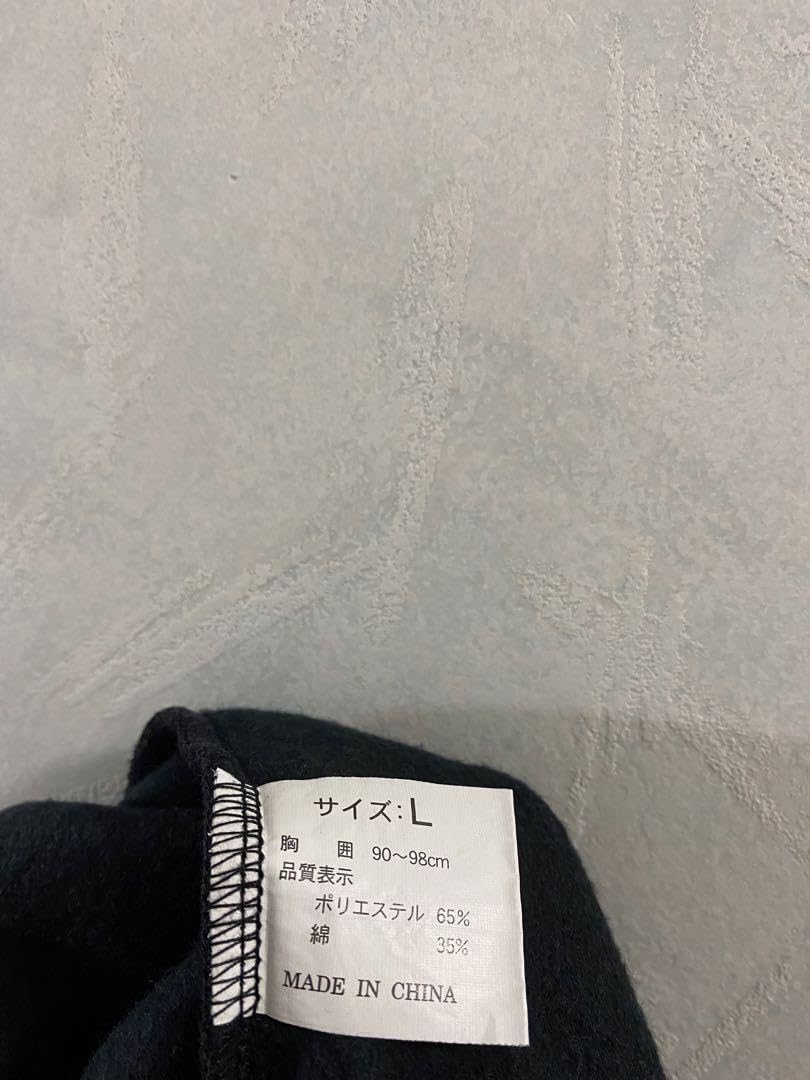 サイズ:L
胸 囲 90〜98cm
品質表示
ポリエステル 65%
綿 35%
MADE IN CHINA